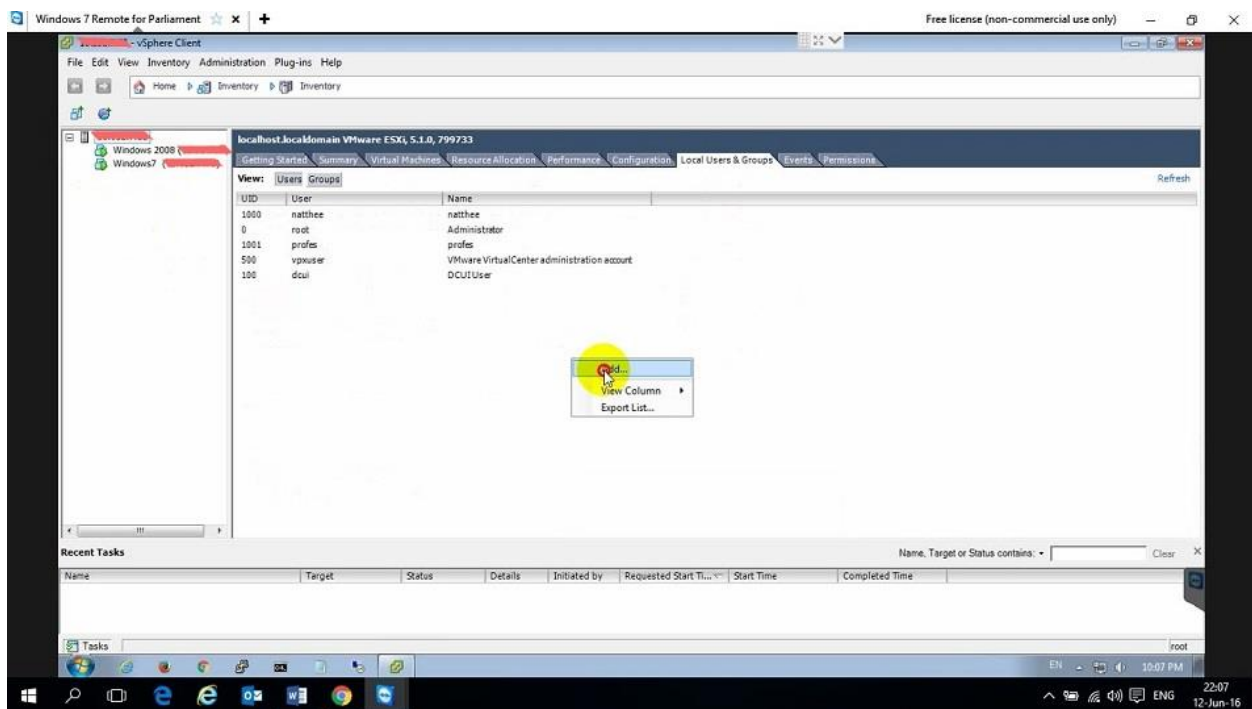 Windows 7 Remote for Parliament
Free license (non-commercial use only)
- vSphere Client
File Edit View Inventory Administration Plug-ins Help
Home Inventory Inventory
Windows 2008 (
Windows7 (
localhost.localdomain VMware ESXi, 5.1.0, 799733
Getting Started Summary Virtual Machines Resource Allocation Performance Configuration Local Users & Groups Events Permissions
View: Users Groups
Refresh
UID User Name
1000 natthee natthee
0 root Administrator
1001 profes profes
500 vpxuser VMware VirtualCenter administration account
100 dcui DCUI User
View Column
Export List...
Recent Tasks
Name, Target or Status contains:
Clear
Name Target Status Details Initiated by Requested Start Ti... Start Time Completed Time
Tasks
root
EN 10:07 PM
ENG 22:07
12-Jun-16